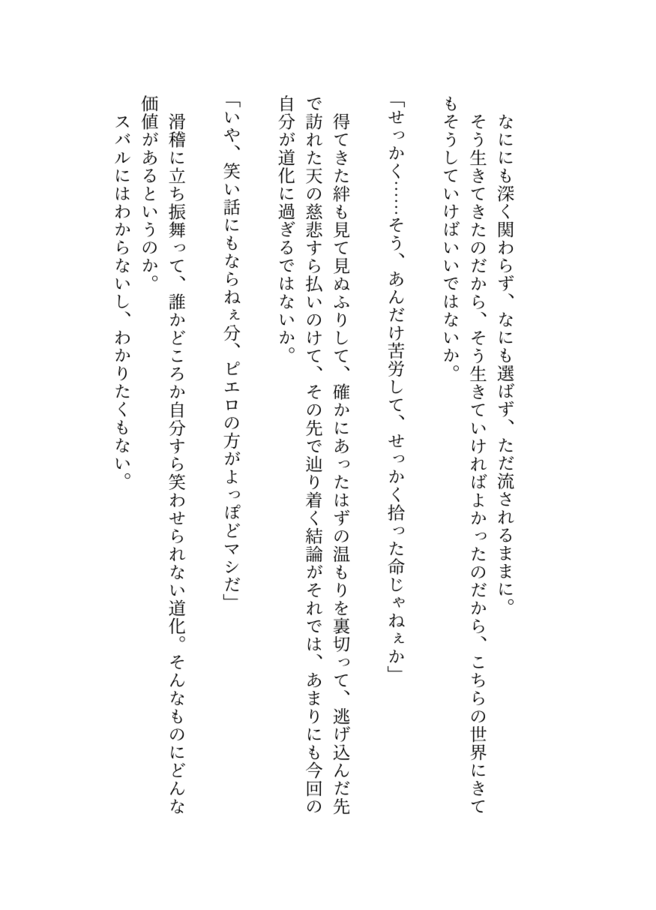 なににも深く関わらず、なにも選ばず、ただ流されるままに。
そう生きてきたのだから、そう生きていければよかったのだから、こちらの世界にきて
もそうしていけばいいではないか。
「せっかく……そう、あんだけ苦労して、せっかく拾った命じゃねぇか」
得てきた絆も見て見ぬふりして、確かにあったはずの温もりを裏切って、逃げ込んだ先
で訪れた天の慈悲すら払いのけて、その先で辿り着く結論がそれでは、あまりにも今回の
自分が道化に過ぎるではないか。
「いや、笑い話にもならねぇ分、ピエロの方がよっぽどマシだ」
滑稽に立ち振舞って、誰かどころか自分すら笑わせられない道化。そんなものにどんな
価値があるというのか。
スバルにはわからないし、わかりたくもない。